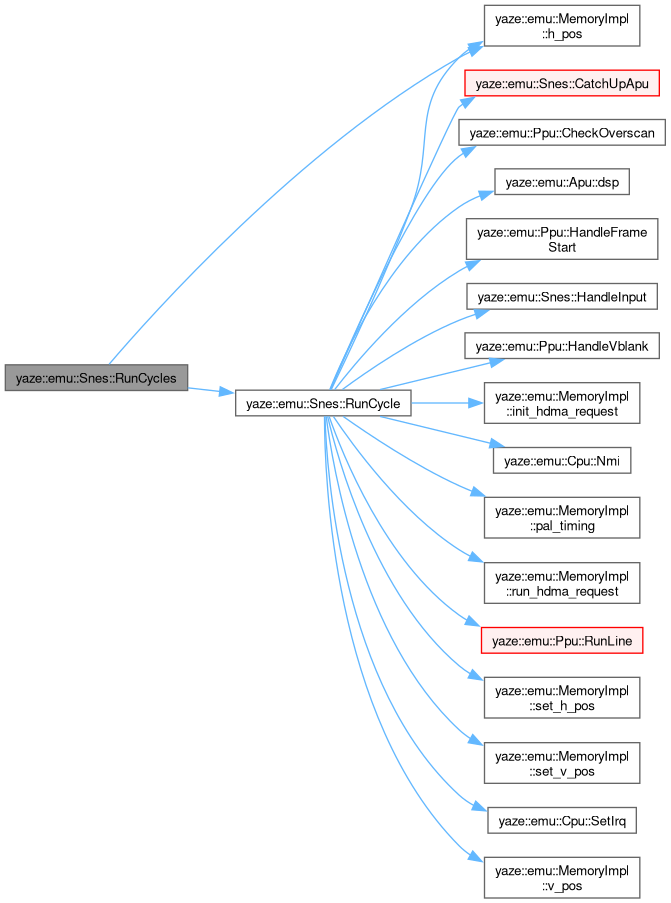 yaze::emu::MemoryImpl
::h_pos
yaze::emu::Snes::CatchUpApu
yaze::emu::Ppu::CheckOverscan
yaze::emu::Apu::dsp
yaze::emu::Ppu::HandleFrame
Start
yaze::emu::Snes::HandleInput
yaze::emu::Ppu::HandleVblank
yaze::emu::Snes::RunCycles
yaze::emu::Snes::RunCycle
yaze::emu::MemoryImpl
::init_hdma_request
yaze::emu::Cpu::Nmi
yaze::emu::MemoryImpl
::pal_timing
yaze::emu::MemoryImpl
::run_hdma_request
yaze::emu::Ppu::RunLine
yaze::emu::MemoryImpl
::set_h_pos
yaze::emu::MemoryImpl
::set_v_pos
yaze::emu::Cpu::SetIrq
yaze::emu::MemoryImpl
::v_pos